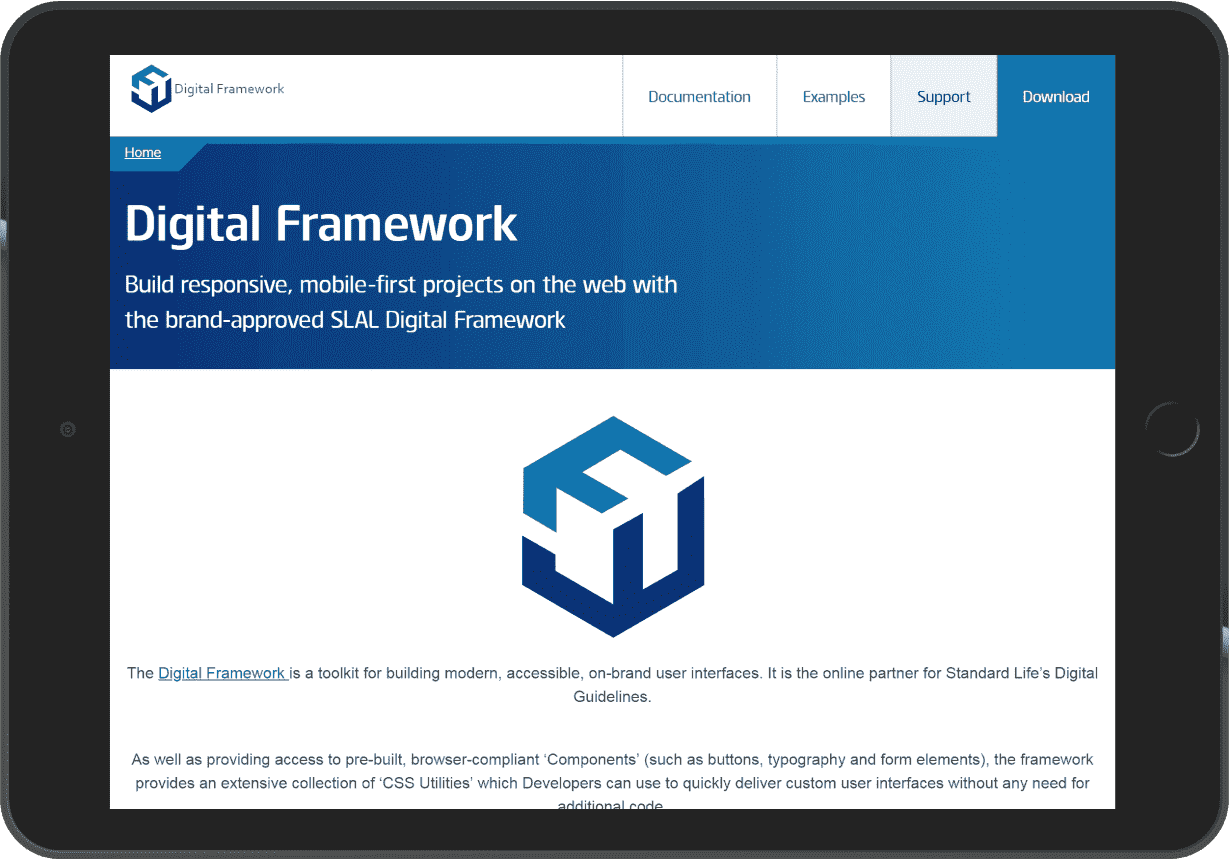 Digital Framework
Documentation
Examples
Support
Download
Home
Digital Framework
Build responsive, mobile-first projects on the web with
the brand-approved SLAL Digital Framework
The Digital Framework is a toolkit for building modern, accessible, on-brand user interfaces. It is the online partner for Standard Life’s Digital
Guidelines.
As well as providing access to pre-built, browser-compliant ‘Components’ (such as buttons, typography and form elements), the framework
provides an extensive collection of ‘CSS Utilities’ which Developers can use to quickly deliver custom user interfaces without any need for
additional code